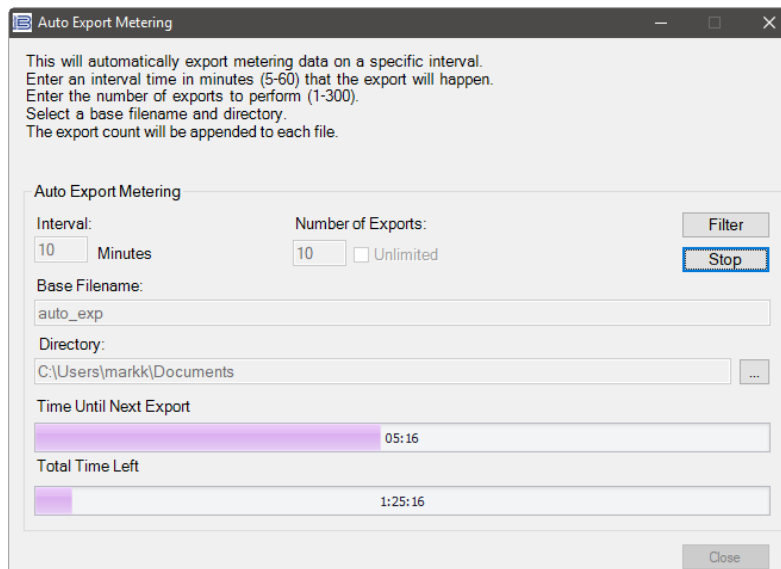 Auto Export Metering
This will automatically export metering data on a specific interval.
Enter an interval time in minutes (5-60) that the export will happen.
Enter the number of exports to perform (1-300).
Select a base filename and directory.
The export count will be appended to each file.
Auto Export Metering
Interval:
Number of Exports:
Filter
10 Minutes
10 Unlimited
Stop
Base Filename:
auto_exp
Directory:
C:\Users\markk\Documents
...
Time Until Next Export
05:16
Total Time Left
1:25:16
Close